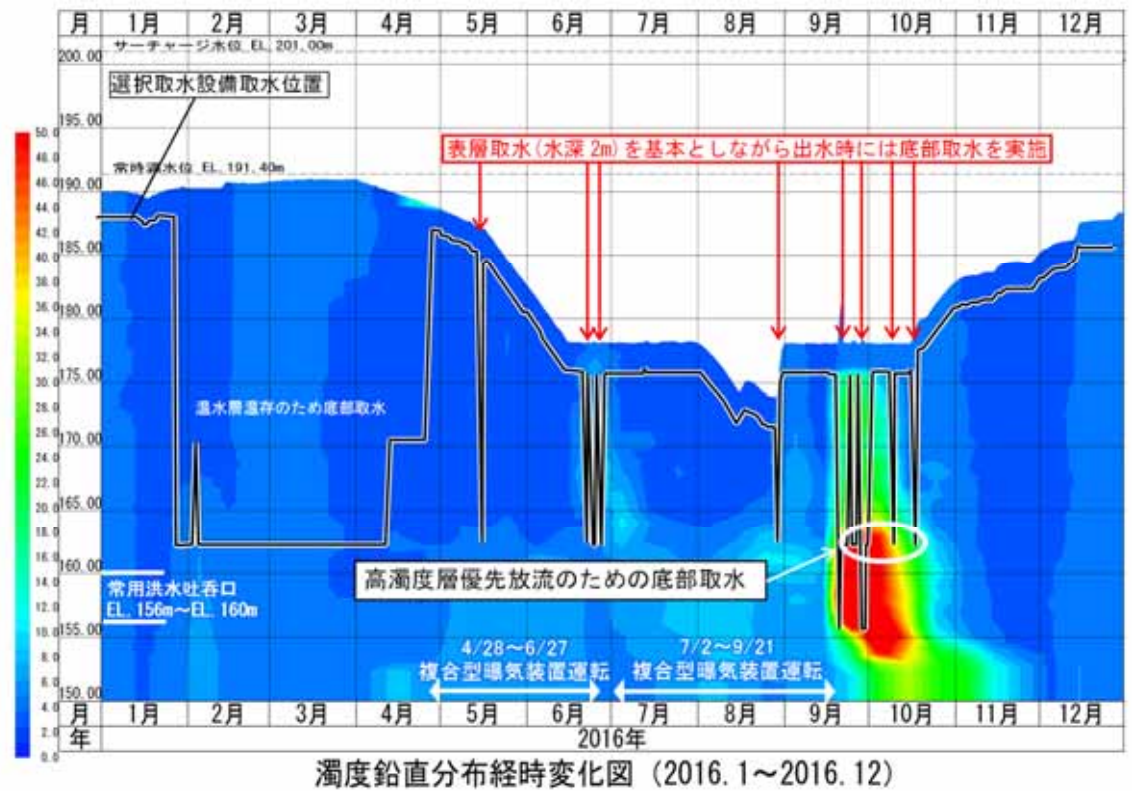 月 1月 2月 3月 4月 5月 6月 7月 8月 9月 10月 11月 12月
サーチャージ水位 EL.201.00m
200.00
選択取水設備取水位置
195.00
50.0
表層取水(水深2m)を基本としながら出水時には底部取水を実施
48.0
常時満水位 EL.191.40m
46.0
190.00
44.0
42.0
40.0
185.00
38.0
36.0
34.0
180.00
32.0
30.0
175.00
28.0
温水層温存のため底部取水
26.0
24.0
170.00
22.0
20.0
165.00
18.0
16.0
160.00
高濁度層優先放流のための底部取水
14.0
常用洪水吐呑口
EL.156m~EL.160m
12.0
10.0
155.00
8.0
4/28~6/27
複合型曝気装置運転
7/2~9/21
複合型曝気装置運転
6.0
150.00
4.0
月 1月 2月 3月 4月 5月 6月 7月 8月 9月 10月 11月 12月
2.0
年 2016年
0.0
濁度鉛直分布経時変化図 (2016.1~2016.12)